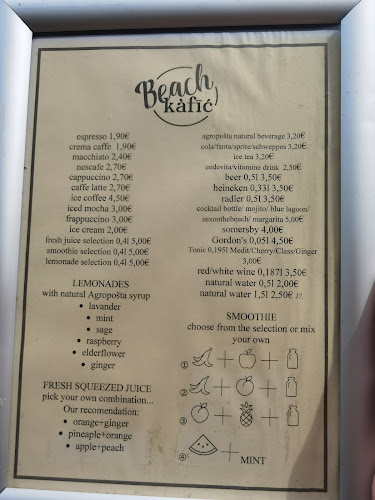 Beach
kafić
espresso 1,90€
crema caffe 1,90€
macchiato 2,40€
nescafe 2,70€
cappuccino 2,70€
caffe latte 2,70€
iced coffee 4,50€
iced mocha 3,00€
frappuccino 3,00€
ice cream 2,00€
fresh juice selection 0,4l 5,00€
smoothie selection 0,4l 5,00€
lemonade selection 0,4l 5,00€
LEMONADES
with natural Agropošta syrup
• lavander
• mint
• sage
• raspberry
• elderflower
• ginger
FRESH SQUEEZED JUICE
pick your own combination...
Our recomendation:
• orange+ginger
• pineaple+orange
• apple+peach
agropošta natural beverage 3,20€
cola/fanta/sprite/schweppes 3,20€
ice tea 3,20€
cedevita/vitamine drink 2,50€
beer 0,5l 3,50€
heineken 0,33l 3,50€
radler 0,5l 3,50€
cocktail bottle/ mojito/ blue lagoon/
sexonthebeach/ margarita 5,00€
somersby 4,00€
Gordon's 0,05l 4,50€
Tonic 0,195l Medit/Cherry/Class/Ginger
3,00€
red/white wine 0,187l 3,50€
natural water 0,5l 2,00€
natural water 1,5l 2,50€
SMOOTHIE
choose from the selection or mix
your own
1 + +
2 + +
3 + +
4 + MINT